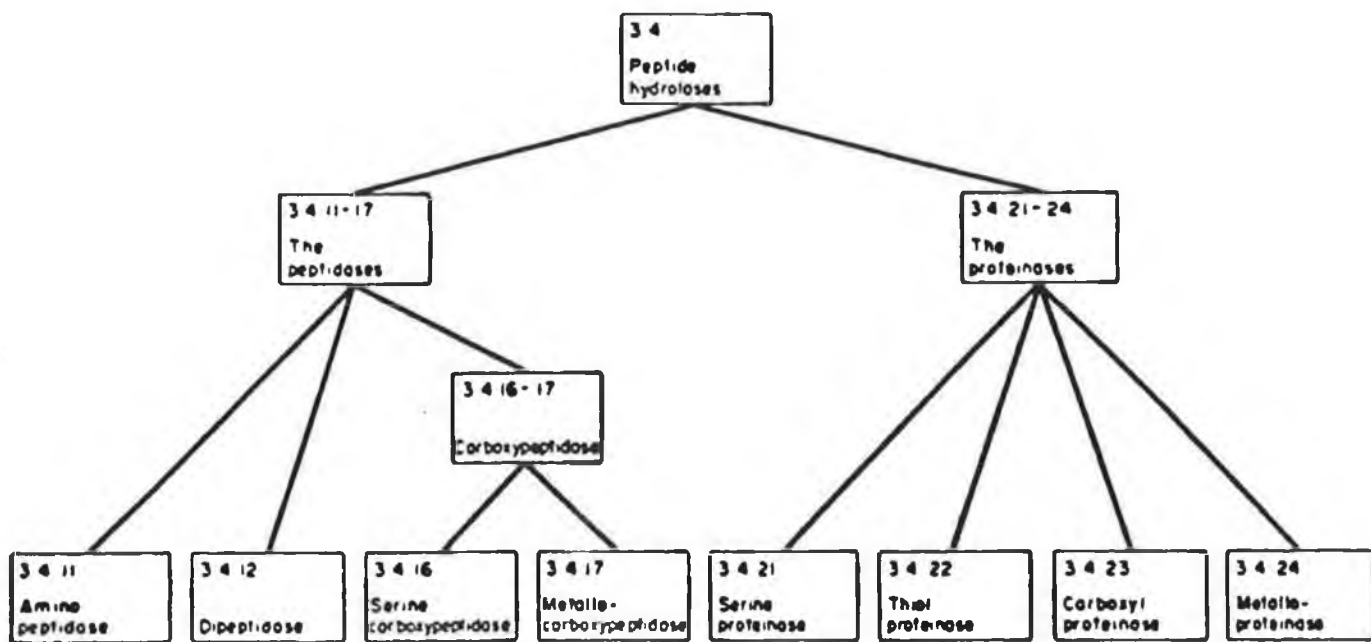 3 4
Peptide
hydrolases
3 4 11-17
The
peptidases
3 4 21-24
The
proteinases
3 4 16-17
Carboxypeptidase
3 4 11
Amino
peptidase
3 4 12
Dipeptidase
3 4 16
Serine
carboxypeptidase
3 4 17
Metallo-
carboxypeptidase
3 4 21
Serine
proteinase
3 4 22
Thiol
proteinase
3 4 23
Carboxyl
proteinase
3 4 24
Metallo-
proteinase